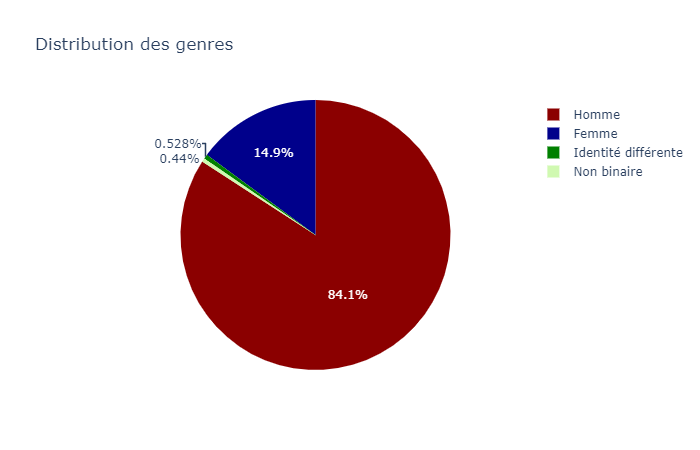 Distribution des genres
Homme
Femme
Identité différente
Non binaire
0.528%
0.44%
14.9%
84.1%